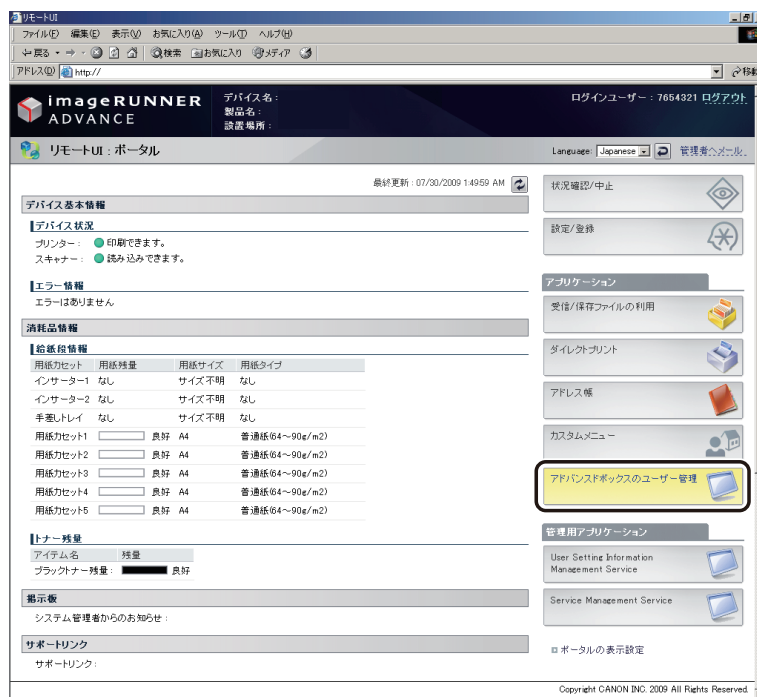 リモートUI
ファイル(F) 編集(E) 表示(V) お気に入り(A) ツール(T) ヘルプ(H)
戻る 検索 お気に入り メディア
アドレス(D) http:// 移動
imageRUNNER ADVANCE
デバイス名:
製品名:
設置場所:
ログインユーザー: 7654321 ログアウト
リモートUI : ポータル
Language: Japanese 管理者へメール
最終更新 : 07/30/2009 1:49:59 AM
デバイス基本情報
デバイス状況
プリンター : 印刷できます。
スキャナー : 読み込みできます。
エラー情報
エラーはありません
消耗品情報
給紙段情報
用紙カセット 用紙残量 用紙サイズ 用紙タイプ
インサーター1 なし サイズ不明 なし
インサーター2 なし サイズ不明 なし
手差しトレイ なし サイズ不明 なし
用紙カセット1 良好 A4 普通紙(64～90g/m2)
用紙カセット2 良好 A4 普通紙(64～90g/m2)
用紙カセット3 良好 A4 普通紙(64～90g/m2)
用紙カセット4 良好 A4 普通紙(64～90g/m2)
用紙カセット5 良好 A4 普通紙(64～90g/m2)
トナー残量
アイテム名 残量
ブラックトナー残量: 良好
掲示板
システム管理者からのお知らせ :
サポートリンク
サポートリンク:
状況確認/中止
設定/登録
アプリケーション
受信/保存ファイルの利用
ダイレクトプリント
アドレス帳
カスタムメニュー
アドバンスドボックスのユーザー管理
管理用アプリケーション
User Setting Information
Management Service
Service Management Service
ポータルの表示設定
Copyright CANON INC. 2009 All Rights Reserved.